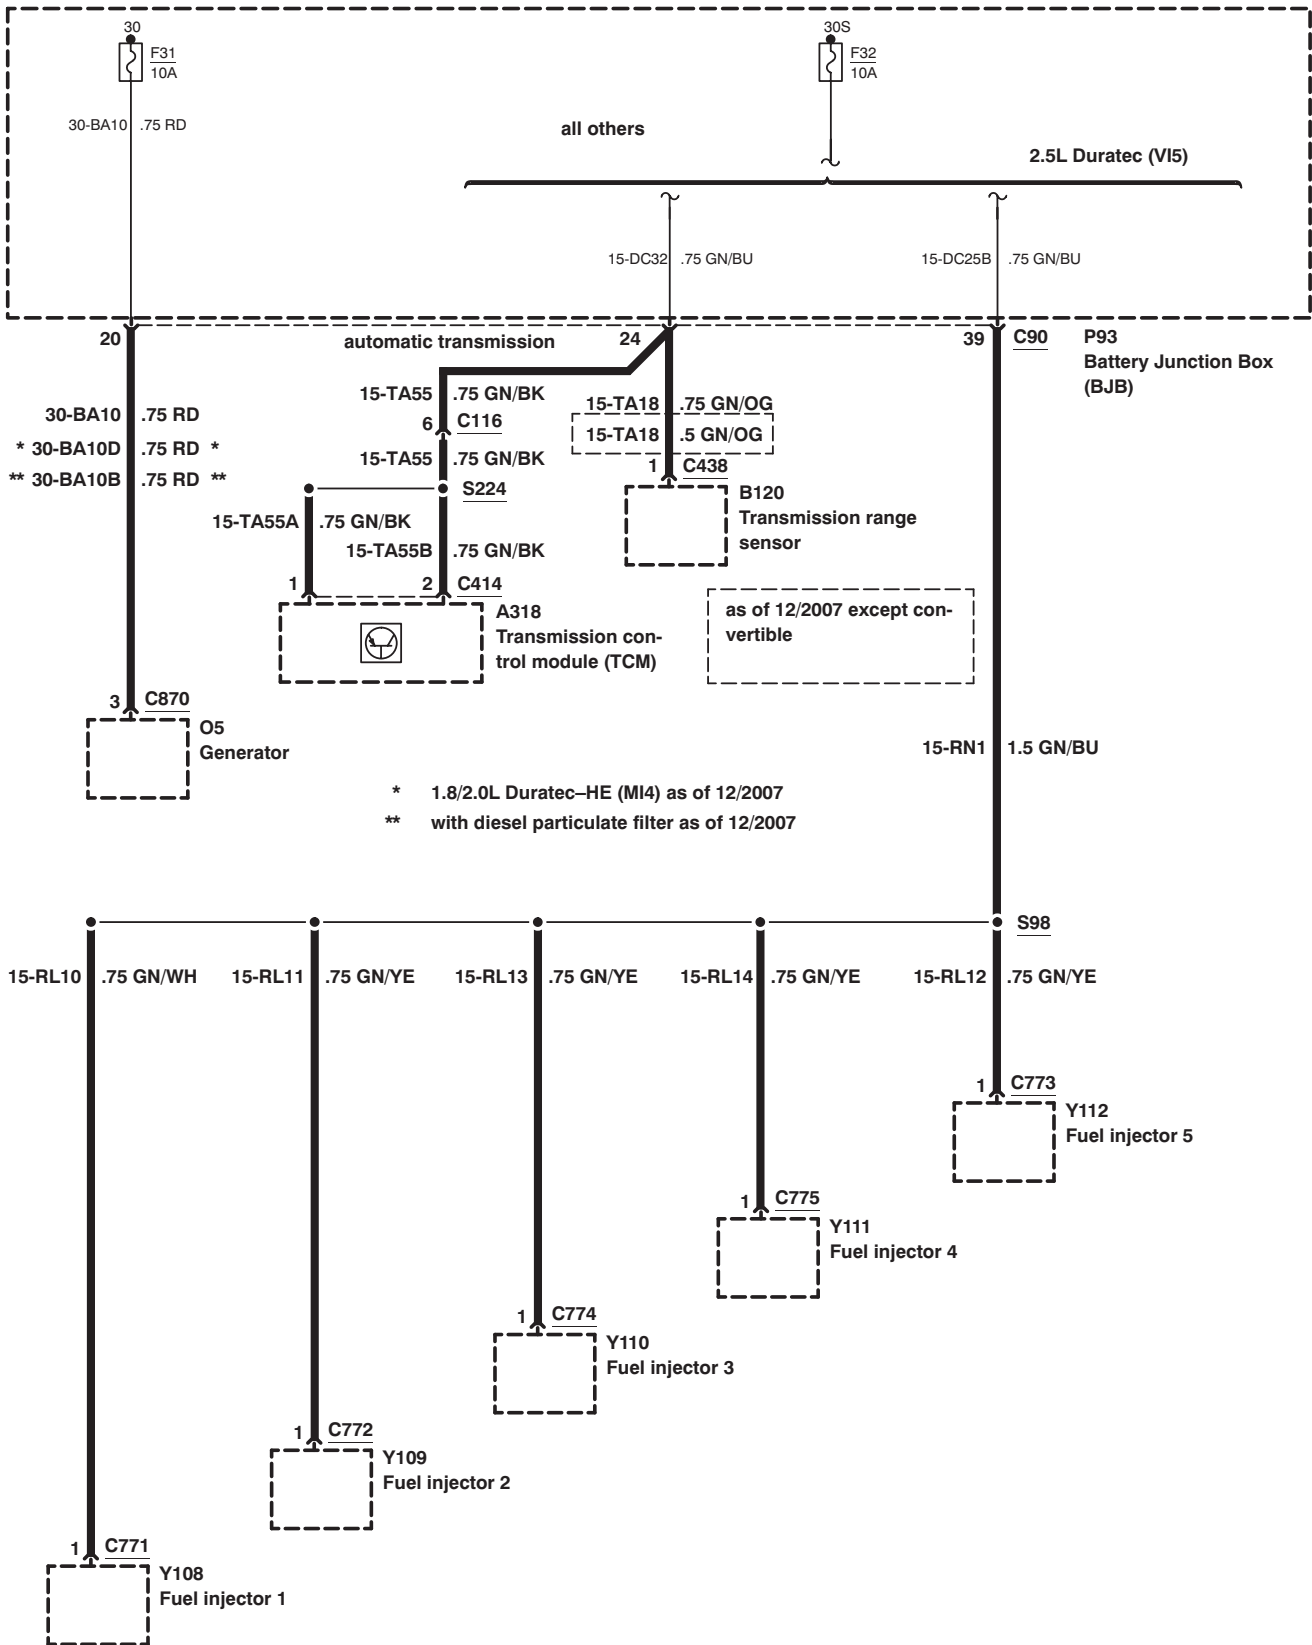 30
F31
10A
30S
F32
10A
30-BA10 .75 RD
all others
2.5L Duratec (VI5)
15-DC32 .75 GN/BU
15-DC25B .75 GN/BU
20
automatic transmission
24
39 C90
P93
Battery Junction Box
(BJB)
15-TA55 .75 GN/BK
6 C116
15-TA55 .75 GN/BK
S224
15-TA18 .75 GN/OG
15-TA18 .5 GN/OG
1 C438
B120
Transmission range
sensor
30-BA10 .75 RD
* 30-BA10D .75 RD *
** 30-BA10B .75 RD **
15-TA55A .75 GN/BK
15-TA55B .75 GN/BK
1
2 C414
A318
Transmission con-
trol module (TCM)
as of 12/2007 except con-
vertible
3 C870
O5
Generator
15-RN1 1.5 GN/BU
* 1.8/2.0L Duratec–HE (MI4) as of 12/2007
** with diesel particulate filter as of 12/2007
S98
15-RL10 .75 GN/WH
15-RL11 .75 GN/YE
15-RL13 .75 GN/YE
15-RL14 .75 GN/YE
15-RL12 .75 GN/YE
1 C773
Y112
Fuel injector 5
1 C775
Y111
Fuel injector 4
1 C774
Y110
Fuel injector 3
1 C772
Y109
Fuel injector 2
1 C771
Y108
Fuel injector 1